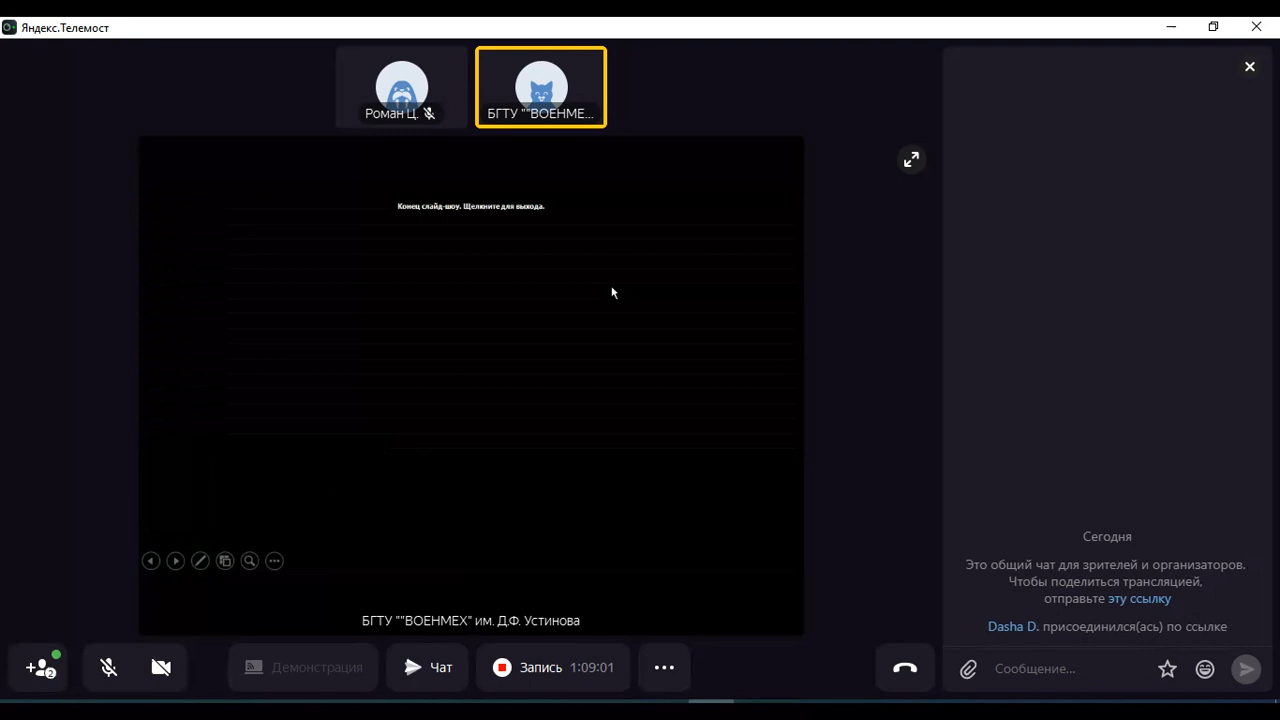 Яндекс.Телемост
Роман Ц.
БГТУ ""ВОЕНМЕ...
Конец слайд-шоу. Щелкните для выхода.
БГТУ ""ВОЕНМЕХ" им. Д.Ф. Устинова
2
Демонстрация
Чат
Запись 1:09:01
Сегодня
Это общий чат для зрителей и организаторов.
Чтобы поделиться трансляцией,
отправьте эту ссылку
Dasha D. присоединился(ась) по ссылке
Сообщение...